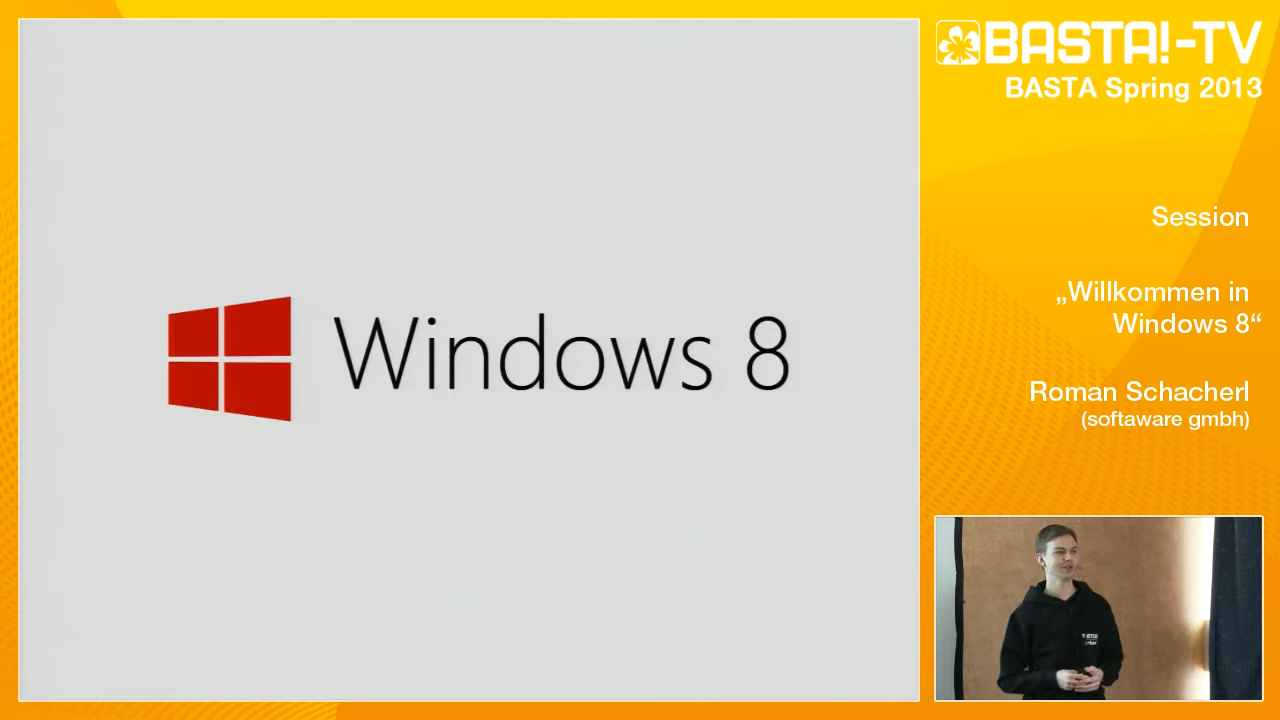 Windows 8
BASTA!-TV
BASTA Spring 2013
Session
„Willkommen in
Windows 8“
Roman Schacherl
(softaware gmbh)